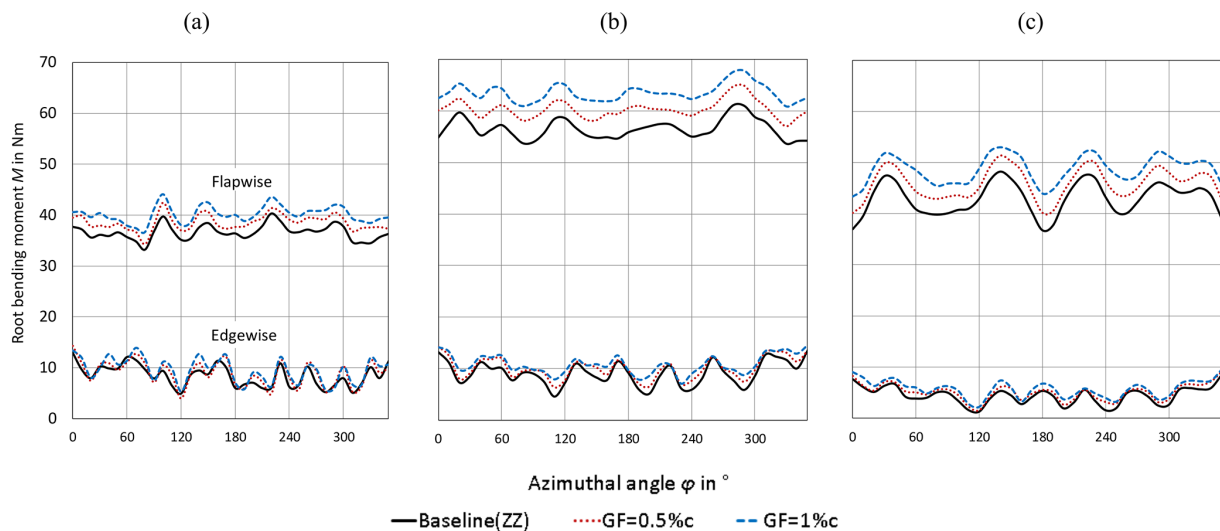 (a) (b) (c)
Root bending moment M in Nm
70
60
50
40
30
20
10
0
Flapwise
Edgewise
0 60 120 180 240 300
0 60 120 180 240 300
0 60 120 180 240 300
Azimuthal angle φ in °
Baseline(ZZ) GF=0.5%c GF=1%c